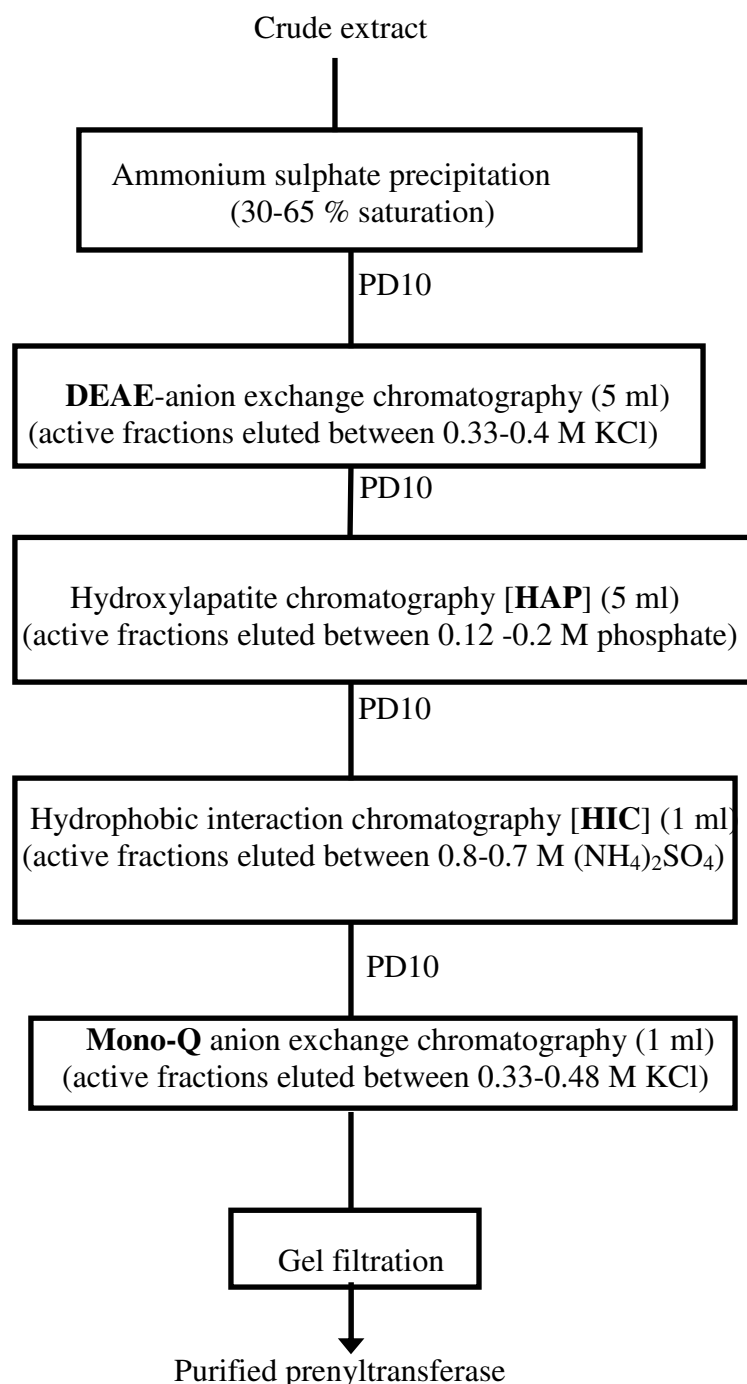 Crude extract
Ammonium sulphate precipitation
(30-65 % saturation)
PD10
DEAE-anion exchange chromatography (5 ml)
(active fractions eluted between 0.33-0.4 M KCl)
PD10
Hydroxylapatite chromatography [HAP] (5 ml)
(active fractions eluted between 0.12 -0.2 M phosphate)
PD10
Hydrophobic interaction chromatography [HIC] (1 ml)
(active fractions eluted between 0.8-0.7 M (NH₄)₂SO₄)
PD10
Mono-Q anion exchange chromatography (1 ml)
(active fractions eluted between 0.33-0.48 M KCl)
Gel filtration
Purified prenyltransferase